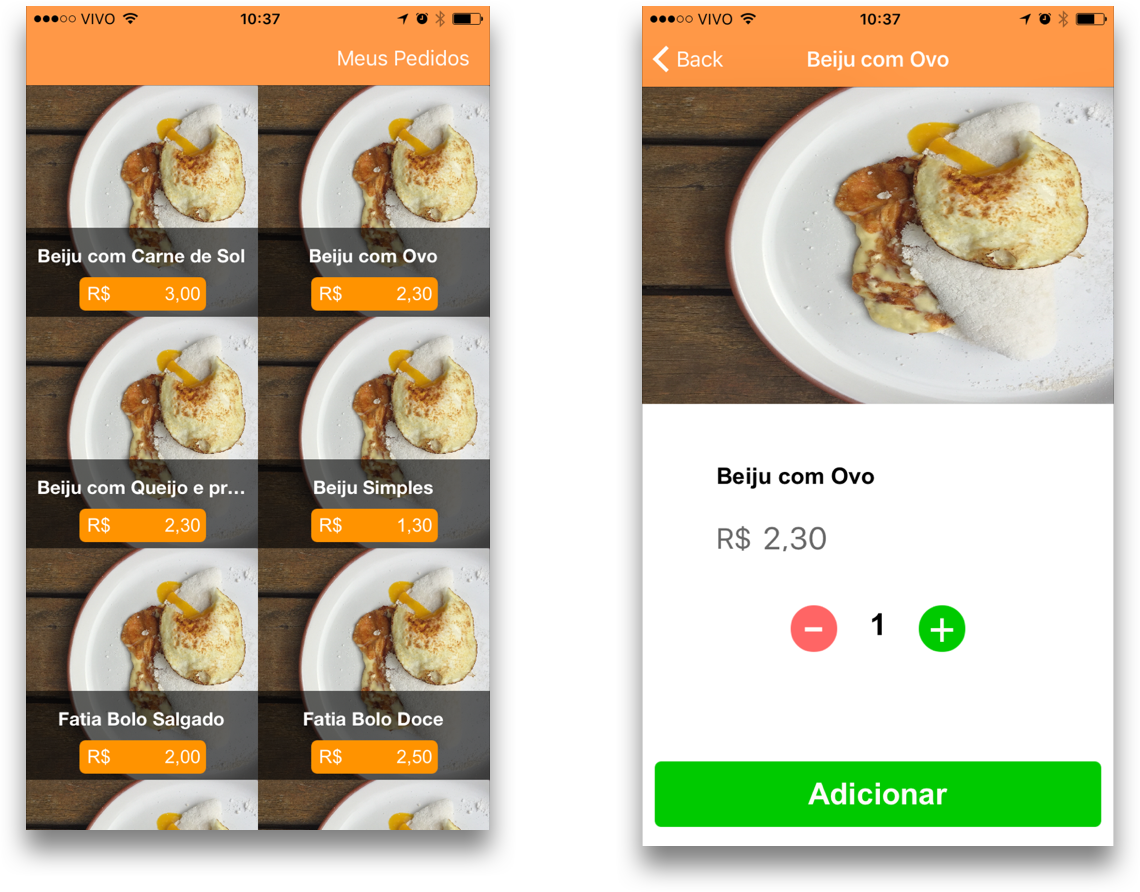 VIVO 10:37
Meus Pedidos
Beiju com Carne de Sol
R$ 3,00
Beiju com Ovo
R$ 2,30
Beiju com Queijo e pr...
R$ 2,30
Beiju Simples
R$ 1,30
Fatia Bolo Salgado
R$ 2,00
Fatia Bolo Doce
R$ 2,50
VIVO 10:37
Back Beiju com Ovo
Beiju com Ovo
R$ 2,30
- 1 +
Adicionar